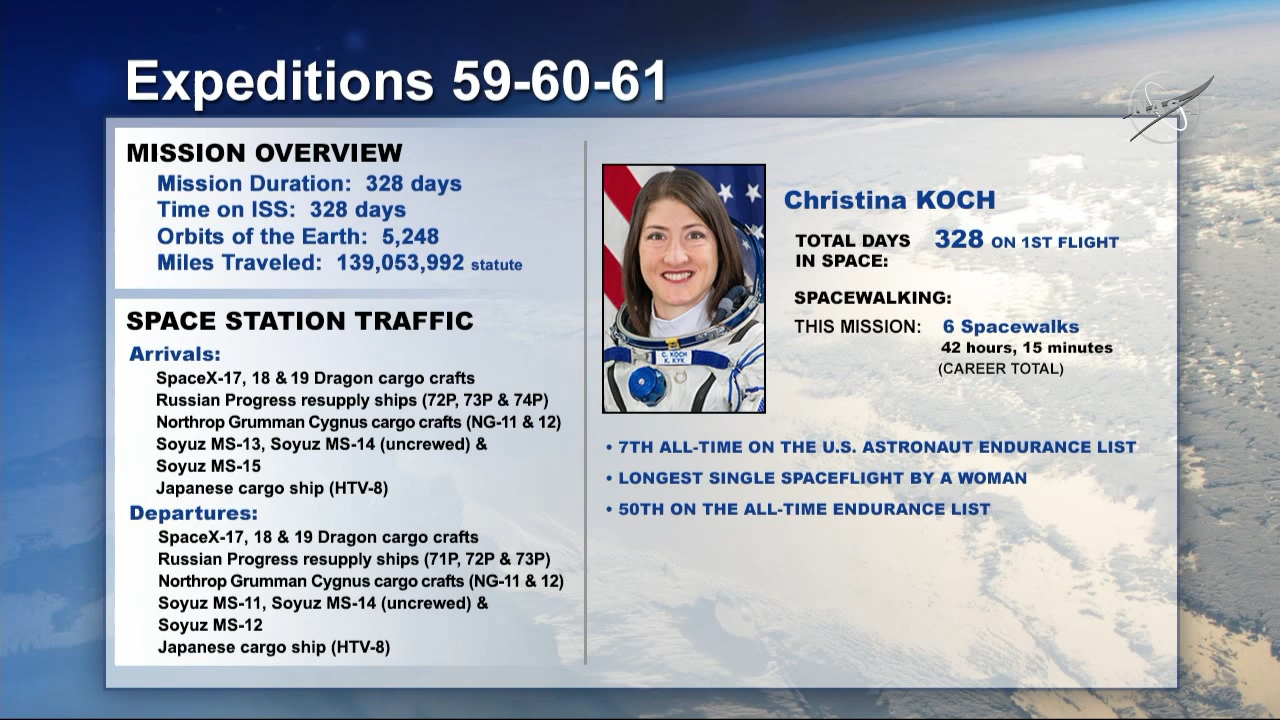 Expeditions 59-60-61
NASA
MISSION OVERVIEW
Mission Duration: 328 days
Time on ISS: 328 days
Orbits of the Earth: 5,248
Miles Traveled: 139,053,992 statute
SPACE STATION TRAFFIC
Arrivals:
SpaceX-17, 18 & 19 Dragon cargo crafts
Russian Progress resupply ships (72P, 73P & 74P)
Northrop Grumman Cygnus cargo crafts (NG-11 & 12)
Soyuz MS-13, Soyuz MS-14 (uncrewed) &
Soyuz MS-15
Japanese cargo ship (HTV-8)
Departures:
SpaceX-17, 18 & 19 Dragon cargo crafts
Russian Progress resupply ships (71P, 72P & 73P)
Northrop Grumman Cygnus cargo crafts (NG-11 & 12)
Soyuz MS-11, Soyuz MS-14 (uncrewed) &
Soyuz MS-12
Japanese cargo ship (HTV-8)
C. KOCH
К. КУК
Christina KOCH
TOTAL DAYS 328 ON 1ST FLIGHT
IN SPACE:
SPACEWALKING:
THIS MISSION: 6 Spacewalks
42 hours, 15 minutes
(CAREER TOTAL)
• 7TH ALL-TIME ON THE U.S. ASTRONAUT ENDURANCE LIST
• LONGEST SINGLE SPACEFLIGHT BY A WOMAN
• 50TH ON THE ALL-TIME ENDURANCE LIST